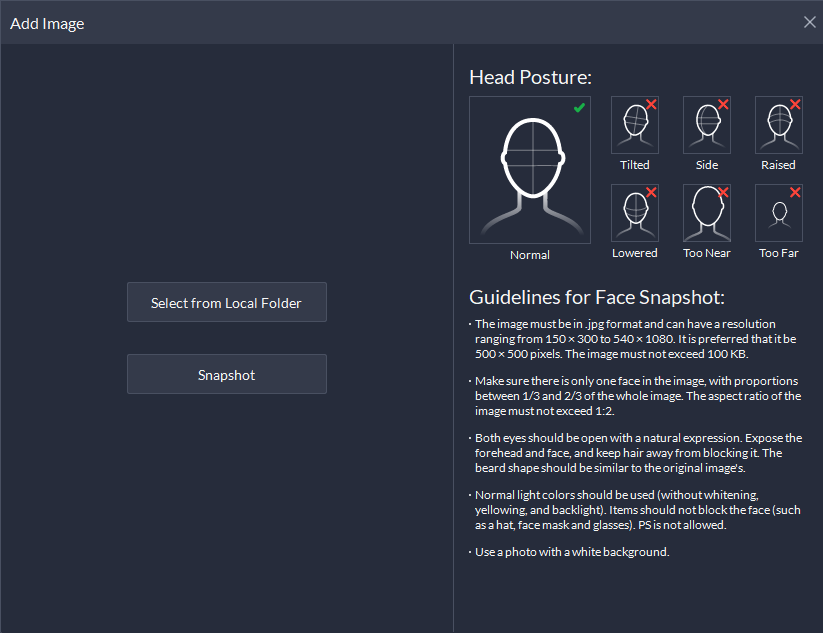 Add Image
Select from Local Folder
Snapshot
Head Posture:
Normal
Tilted
Side
Raised
Lowered
Too Near
Too Far
Guidelines for Face Snapshot:
· The image must be in .jpg format and can have a resolution
ranging from 150 × 300 to 540 × 1080. It is preferred that it be
500 × 500 pixels. The image must not exceed 100 KB.
· Make sure there is only one face in the image, with proportions
between 1/3 and 2/3 of the whole image. The aspect ratio of the
image must not exceed 1:2.
· Both eyes should be open with a natural expression. Expose the
forehead and face, and keep hair away from blocking it. The
beard shape should be similar to the original image's.
· Normal light colors should be used (without whitening,
yellowing, and backlight). Items should not block the face (such
as a hat, face mask and glasses). PS is not allowed.
· Use a photo with a white background.